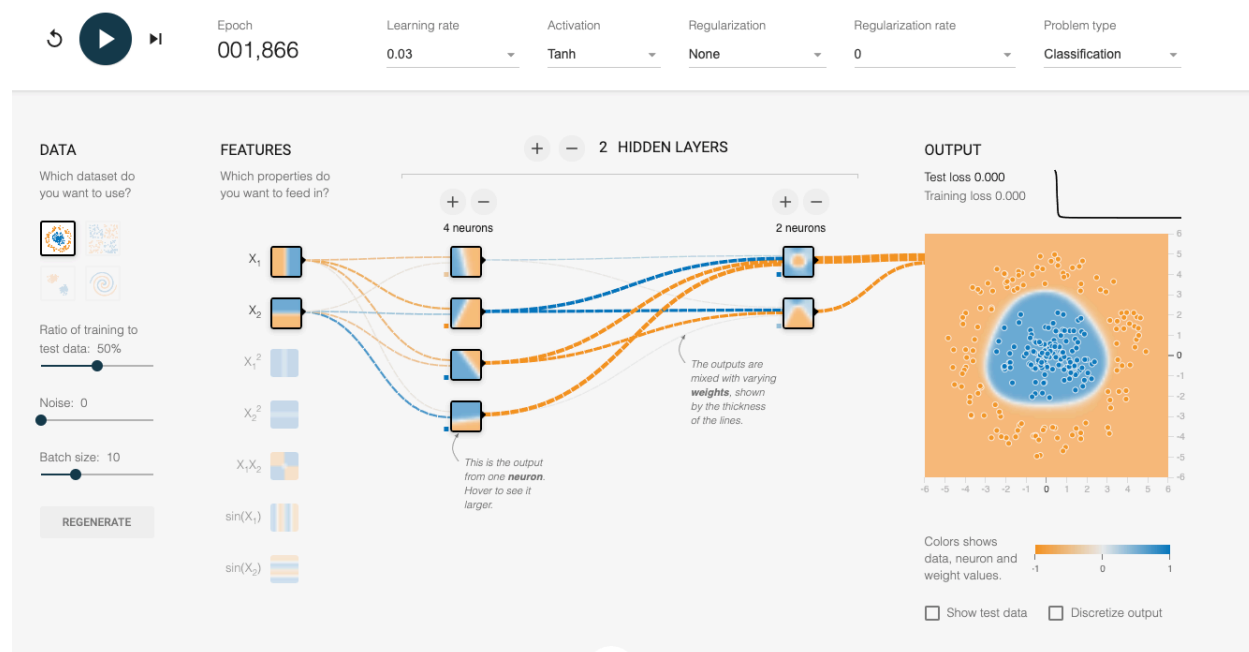 Epoch
001,866
Learning rate
0.03
Activation
Tanh
Regularization
None
Regularization rate
0
Problem type
Classification
DATA
Which dataset do
you want to use?
Ratio of training to
test data: 50%
Noise: 0
Batch size: 10
REGENERATE
FEATURES
Which properties do
you want to feed in?
X1
X2
X1²
X2²
X1X2
sin(X1)
sin(X2)
+ − 2 HIDDEN LAYERS
+ −
4 neurons
+ −
2 neurons
This is the output
from one neuron.
Hover to see it
larger.
The outputs are
mixed with varying
weights, shown
by the thickness
of the lines.
OUTPUT
Test loss 0.000
Training loss 0.000
6
5
4
3
2
1
0
-1
-2
-3
-4
-5
-6
-6 -5 -4 -3 -2 -1 0 1 2 3 4 5 6
Colors shows
data, neuron and
weight values.
-1 0 1
Show test data
Discretize output